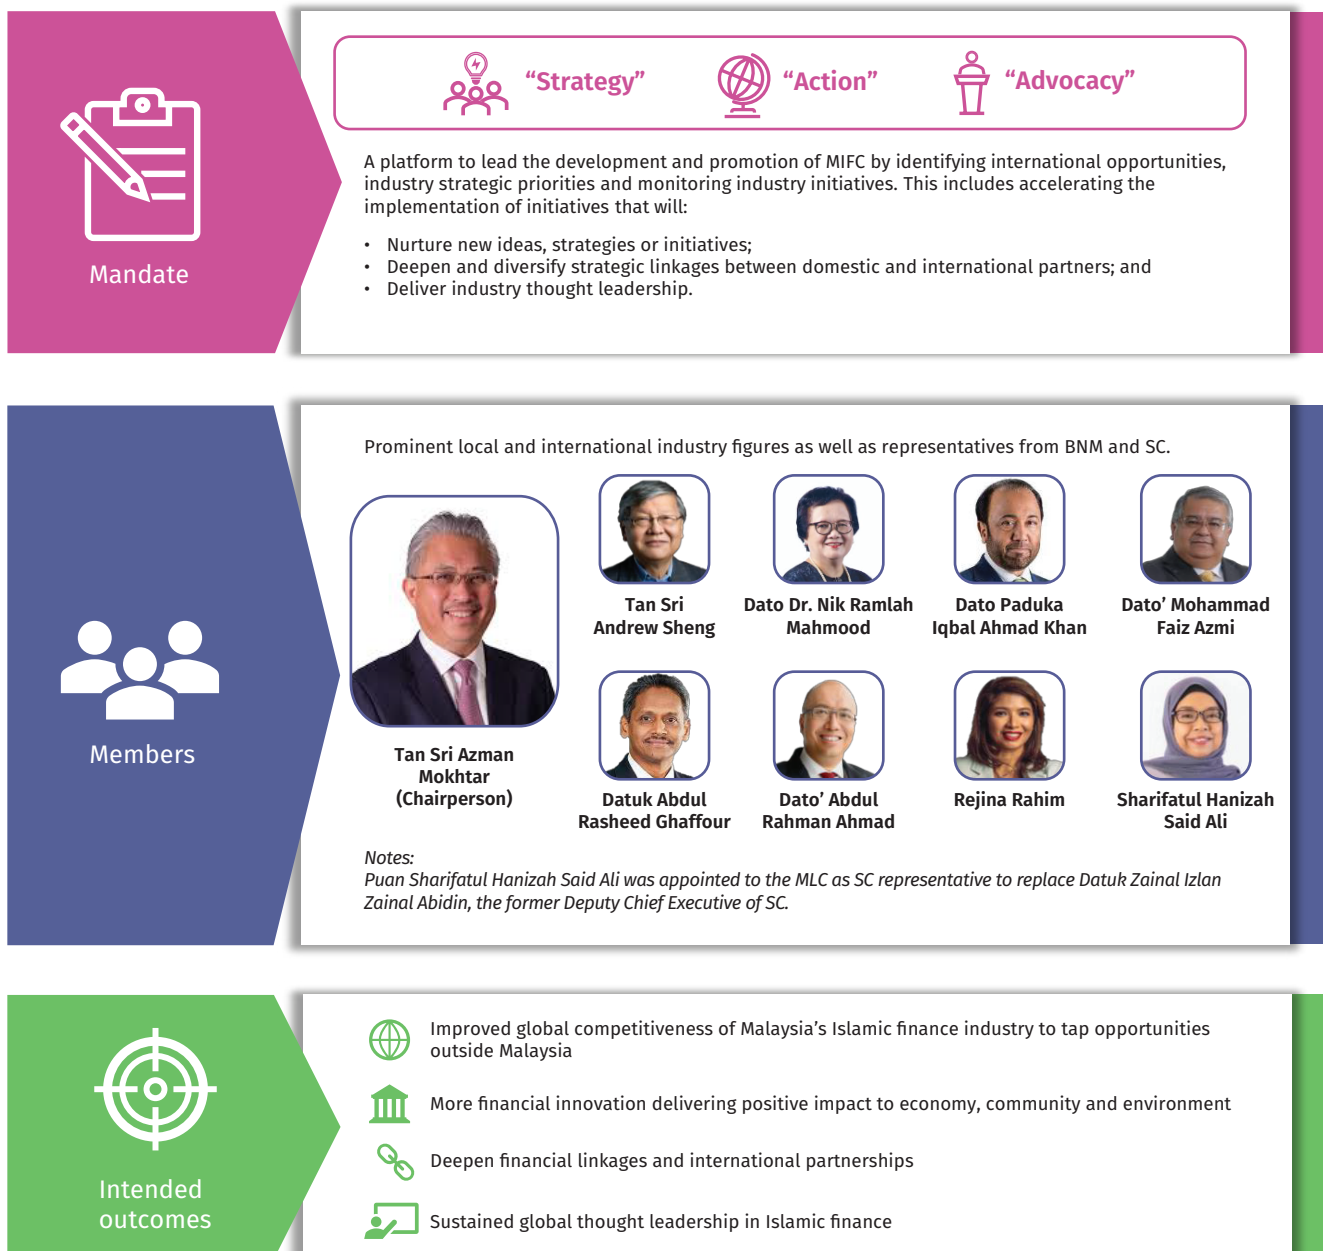 Mandate
“Strategy”
“Action”
“Advocacy”
A platform to lead the development and promotion of MIFC by identifying international opportunities,
industry strategic priorities and monitoring industry initiatives. This includes accelerating the
implementation of initiatives that will:
• Nurture new ideas, strategies or initiatives;
• Deepen and diversify strategic linkages between domestic and international partners; and
• Deliver industry thought leadership.
Members
Prominent local and international industry figures as well as representatives from BNM and SC.
Tan Sri Azman
Mokhtar
(Chairperson)
Tan Sri
Andrew Sheng
Dato Dr. Nik Ramlah
Mahmood
Dato Paduka
Iqbal Ahmad Khan
Dato’ Mohammad
Faiz Azmi
Datuk Abdul
Rasheed Ghaffour
Dato’ Abdul
Rahman Ahmad
Rejina Rahim
Sharifatul Hanizah
Said Ali
Notes:
Puan Sharifatul Hanizah Said Ali was appointed to the MLC as SC representative to replace Datuk Zainal Izlan
Zainal Abidin, the former Deputy Chief Executive of SC.
Intended
outcomes
Improved global competitiveness of Malaysia’s Islamic finance industry to tap opportunities
outside Malaysia
More financial innovation delivering positive impact to economy, community and environment
Deepen financial linkages and international partnerships
Sustained global thought leadership in Islamic finance